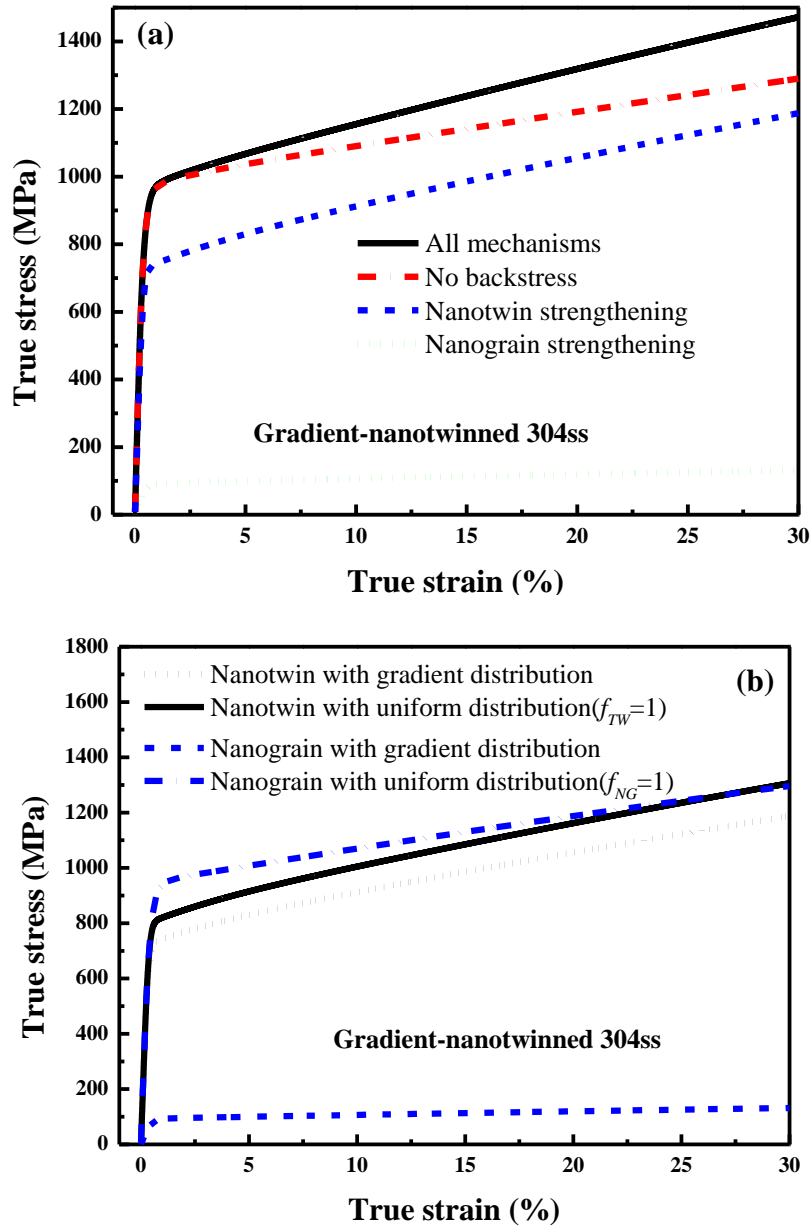 (a)
1400
1200
1000
800
600
400
200
0
True stress (MPa)
All mechanisms
No backstress
Nanotwin strengthening
Nanograin strengthening
Gradient-nanotwinned 304ss
0 5 10 15 20 25 30
True strain (%)
(b)
1800
1600
1400
1200
1000
800
600
400
200
0
True stress (MPa)
Nanotwin with gradient distribution
Nanotwin with uniform distribution(f_TW=1)
Nanograin with gradient distribution
Nanograin with uniform distribution(f_NG=1)
Gradient-nanotwinned 304ss
0 5 10 15 20 25 30
True strain (%)